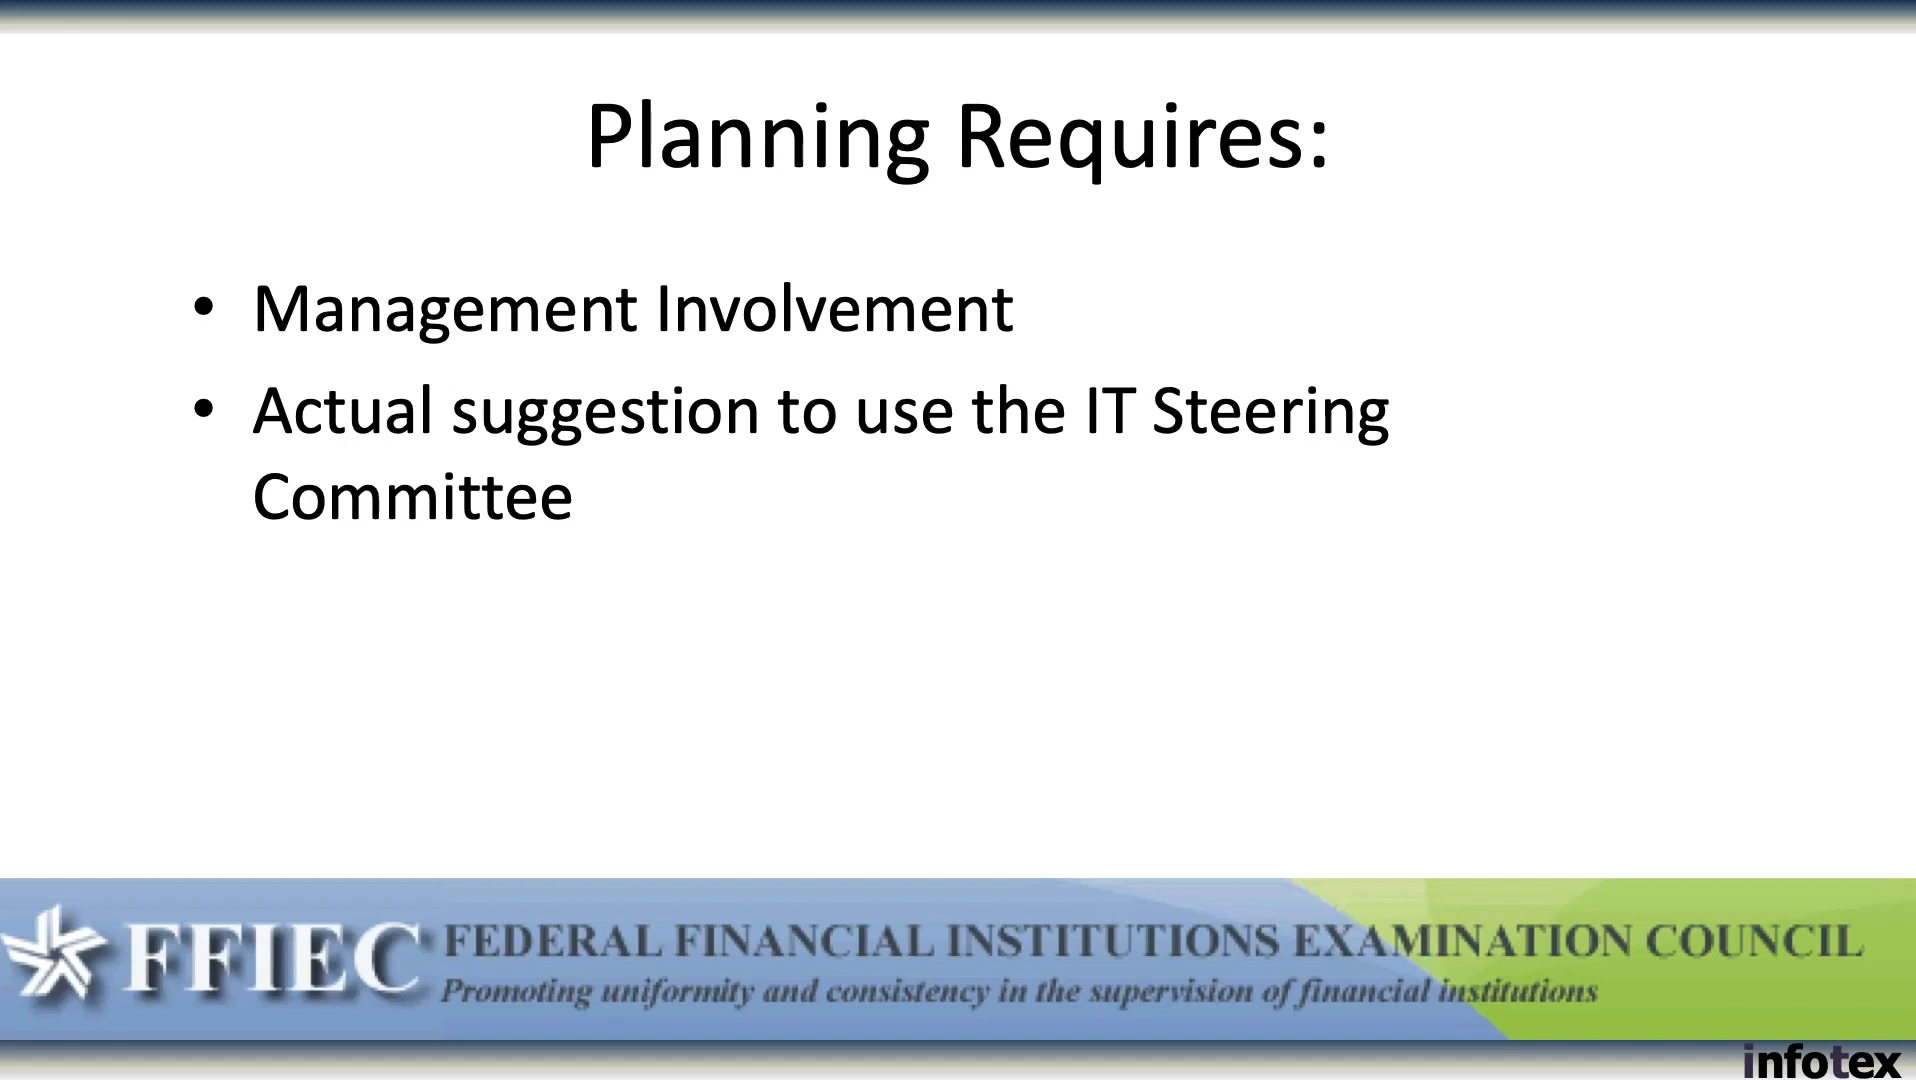 Planning Requires:
• Management Involvement
• Actual suggestion to use the IT Steering
Committee
FFIEC FEDERAL FINANCIAL INSTITUTIONS EXAMINATION COUNCIL
Promoting uniformity and consistency in the supervision of financial institutions
infotex